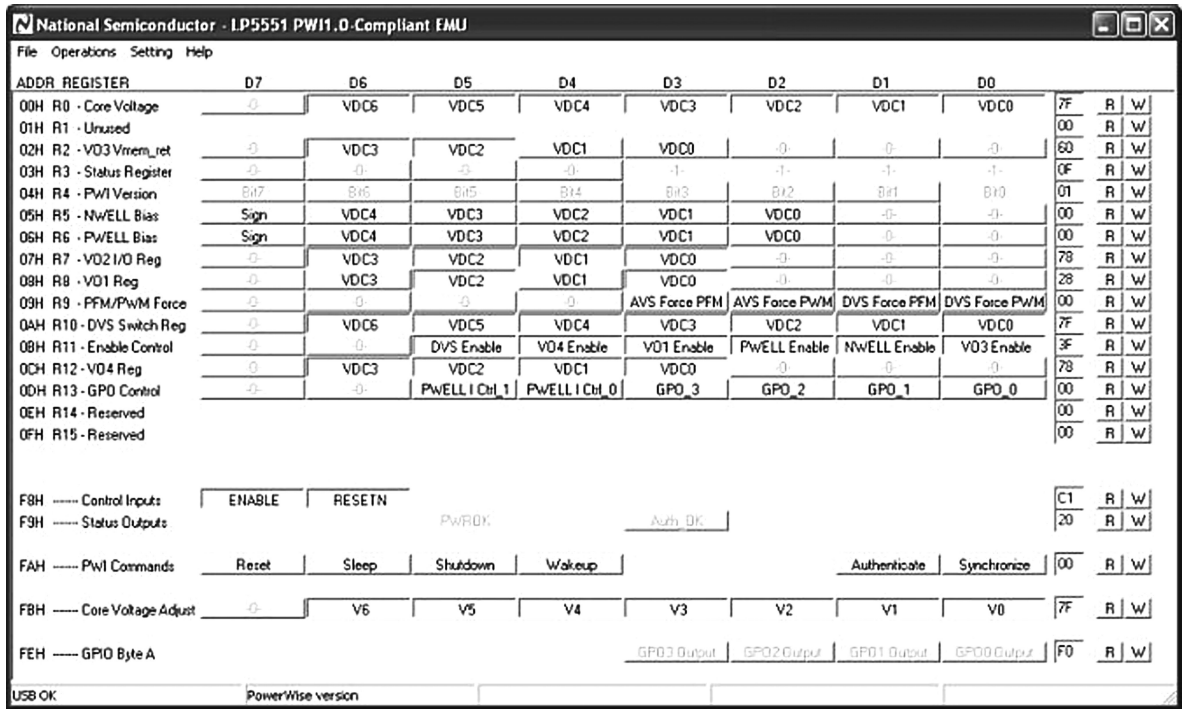 National Semiconductor - LP5551 PWI1.0-Compliant EMU
File Operations Setting Help
ADDR REGISTER D7 D6 D5 D4 D3 D2 D1 D0
00H R0 - Core Voltage -0- VDC6 VDC5 VDC4 VDC3 VDC2 VDC1 VDC0 7F R W
01H R1 - Unused 00 R W
02H R2 - VO3 Vmem_ret -0- VDC3 VDC2 VDC1 VDC0 -0- -0- -0- 60 R W
03H R3 - Status Register -0- -0- -0- -0- -1- -1- -1- -1- 0F R W
04H R4 - PWI Version Bit7 Bit6 Bit5 Bit4 Bit3 Bit2 Bit1 Bit0 01 R W
05H R5 - NWELL Bias Sign VDC4 VDC3 VDC2 VDC1 VDC0 -0- -0- 00 R W
06H R6 - PWELL Bias Sign VDC4 VDC3 VDC2 VDC1 VDC0 -0- -0- 00 R W
07H R7 - VO2 I/O Reg -0- VDC3 VDC2 VDC1 VDC0 -0- -0- -0- 78 R W
08H R8 - VO1 Reg -0- VDC3 VDC2 VDC1 VDC0 -0- -0- -0- 28 R W
09H R9 - PFM/PWM Force -0- -0- -0- -0- AVS Force PFM AVS Force PWM DVS Force PFM DVS Force PWM 00 R W
0AH R10 - DVS Switch Reg -0- VDC6 VDC5 VDC4 VDC3 VDC2 VDC1 VDC0 7F R W
0BH R11 - Enable Control -0- -0- DVS Enable VO4 Enable VO1 Enable PWELL Enable NWELL Enable VO3 Enable 3F R W
0CH R12 - VO4 Reg -0- VDC3 VDC2 VDC1 VDC0 -0- -0- -0- 78 R W
0DH R13 - GPO Control -0- -0- PWELL I Ctrl_1 PWELL I Ctrl_0 GPO_3 GPO_2 GPO_1 GPO_0 00 R W
0EH R14 - Reserved 00 R W
0FH R15 - Reserved 00 R W
F8H ------ Control Inputs ENABLE RESETN C1 R W
F9H ------ Status Outputs PWROK Auth_OK 20 R W
FAH ------ PWI Commands Reset Sleep Shutdown Wakeup Authenticate Synchronize 00 R W
FBH ------ Core Voltage Adjust -0- V6 V5 V4 V3 V2 V1 V0 7F R W
FEH ------ GPIO Byte A GPO3 Output GPO2 Output GPO1 Output GPO0 Output F0 R W
USB OK PowerWise version